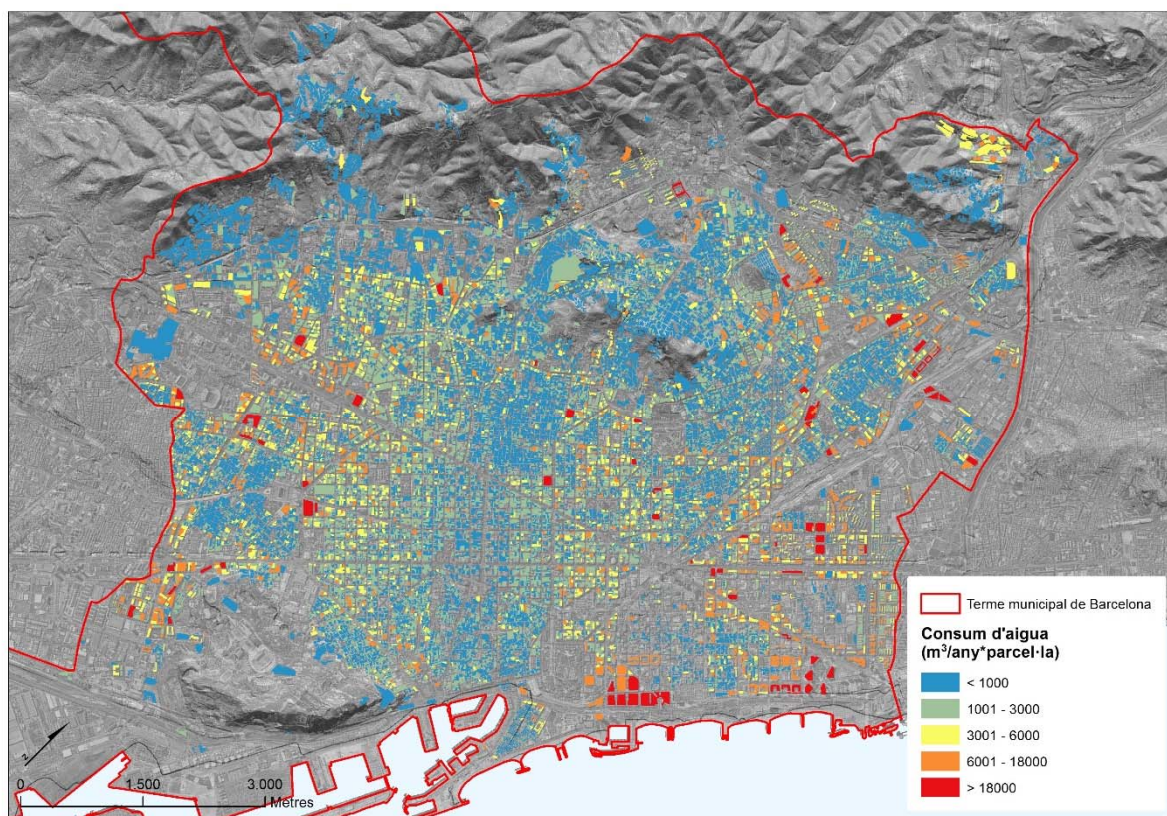 Terme municipal de Barcelona
Consum d'aigua
(m³/any*parcel·la)
< 1000
1001 - 3000
3001 - 6000
6001 - 18000
> 18000
N
0 1.500 3.000
Metres